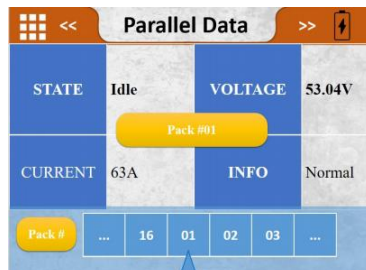 << Parallel Data >>
STATE Idle VOLTAGE 53.04V
Pack #01
CURRENT 63A INFO Normal
Pack # ... 16 01 02 03 ...